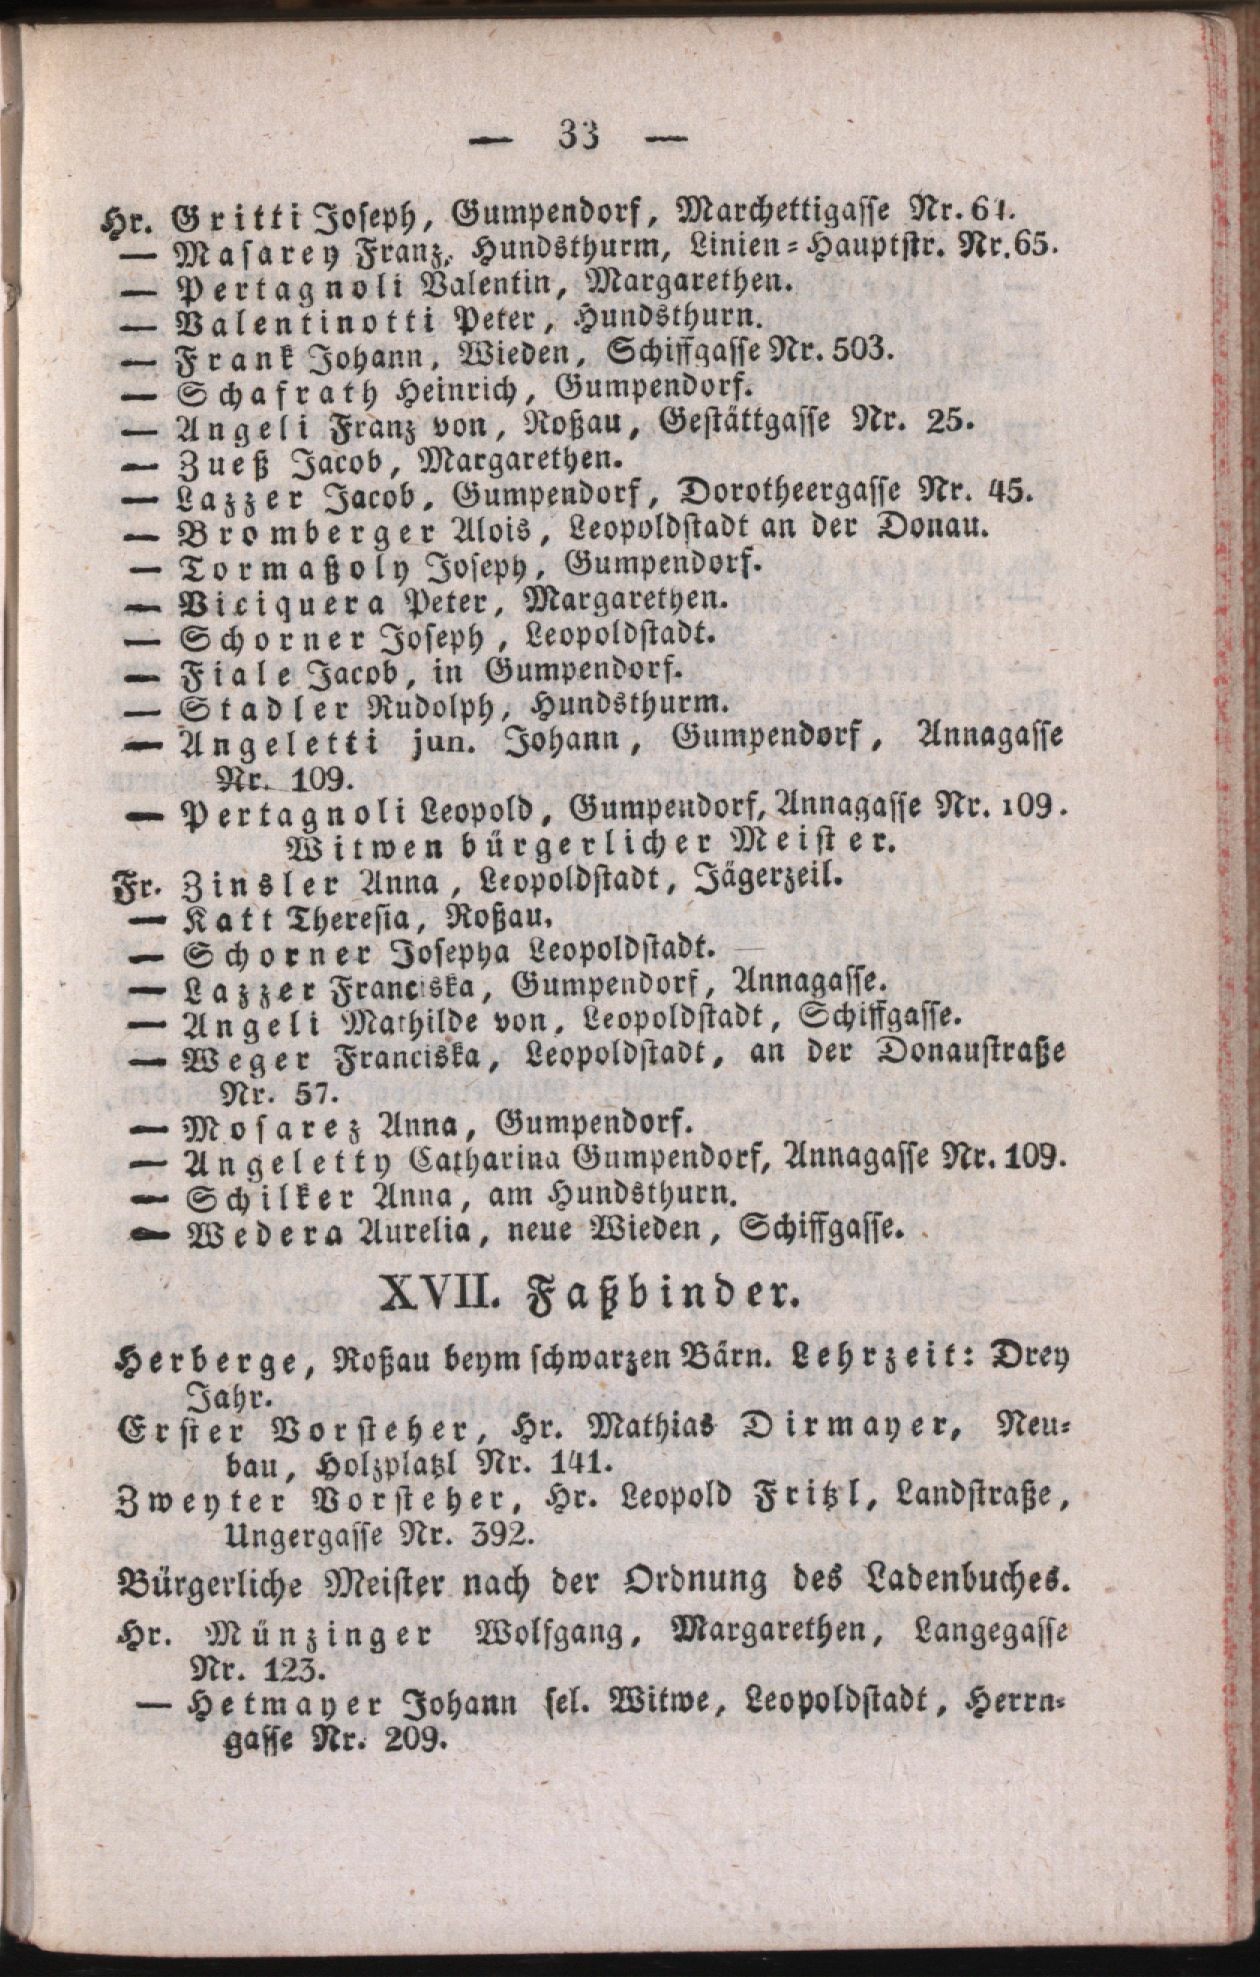 — 33 —
Hr. Gritti Joseph, Gumpendorf, Marchettigasse Nr. 61.
— Masarey Franz, Hundsthurm, Linien-Hauptstr. Nr. 65.
— Pertagnoli Valentin, Margarethen.
— Valentinotti Peter, Hundsthurn.
— Frank Johann, Wieden, Schiffgasse Nr. 503.
— Schafrath Heinrich, Gumpendorf.
— Angeli Franz von, Roßau, Gestättgasse Nr. 25.
— Zueß Jacob, Margarethen.
— Lazzer Jacob, Gumpendorf, Dorotheergasse Nr. 45.
— Bromberger Alois, Leopoldstadt an der Donau.
— Tormaßoly Joseph, Gumpendorf.
— Viciquera Peter, Margarethen.
— Schorner Joseph, Leopoldstadt.
— Fiale Jacob, in Gumpendorf.
— Stadler Rudolph, Hundsthurm.
— Angeletti jun. Johann, Gumpendorf, Annagasse
Nr. 109.
— Pertagnoli Leopold, Gumpendorf, Annagasse Nr. 109.
Witwen bürgerlicher Meister.
Fr. Zinsler Anna, Leopoldstadt, Jägerzeil.
— Katt Theresia, Roßau.
— Schorner Josepha Leopoldstadt.
— Lazzer Franciska, Gumpendorf, Annagasse.
— Angeli Mathilde von, Leopoldstadt, Schiffgasse.
— Weger Franciska, Leopoldstadt, an der Donaustraße
Nr. 57.
— Mosarez Anna, Gumpendorf.
— Angeletty Catharina Gumpendorf, Annagasse Nr. 109.
— Schilker Anna, am Hundsthurn.
— Wedera Aurelia, neue Wieden, Schiffgasse.
XVII. Faßbinder.
Herberge, Roßau beym schwarzen Bärn. Lehrzeit: Drey
Jahr.
Erster Vorsteher, Hr. Mathias Dirmayer, Neu-
bau, Holzplatzl Nr. 141.
Zweyter Vorsteher, Hr. Leopold Fritzl, Landstraße,
Ungergasse Nr. 392.
Bürgerliche Meister nach der Ordnung des Ladenbuches.
Hr. Münzinger Wolfgang, Margarethen, Langegasse
Nr. 123.
— Hetmayer Johann sel. Witwe, Leopoldstadt, Herrn-
gasse Nr. 209.